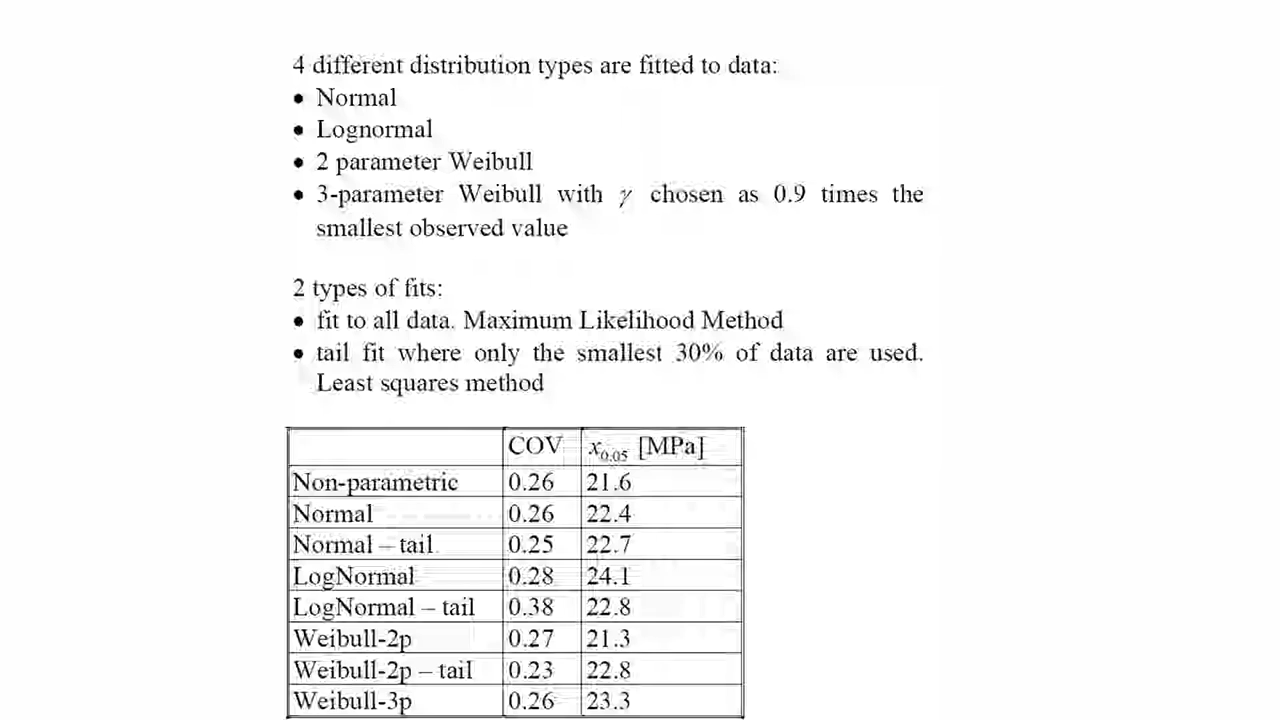 4 different distribution types are fitted to data:
• Normal
• Lognormal
• 2 parameter Weibull
• 3-parameter Weibull with γ chosen as 0.9 times the
smallest observed value
2 types of fits:
• fit to all data. Maximum Likelihood Method
• tail fit where only the smallest 30% of data are used.
Least squares method
COV x0.05 [MPa]
Non-parametric 0.26 21.6
Normal 0.26 22.4
Normal – tail 0.25 22.7
LogNormal 0.28 24.1
LogNormal – tail 0.38 22.8
Weibull-2p 0.27 21.3
Weibull-2p – tail 0.23 22.8
Weibull-3p 0.26 23.3